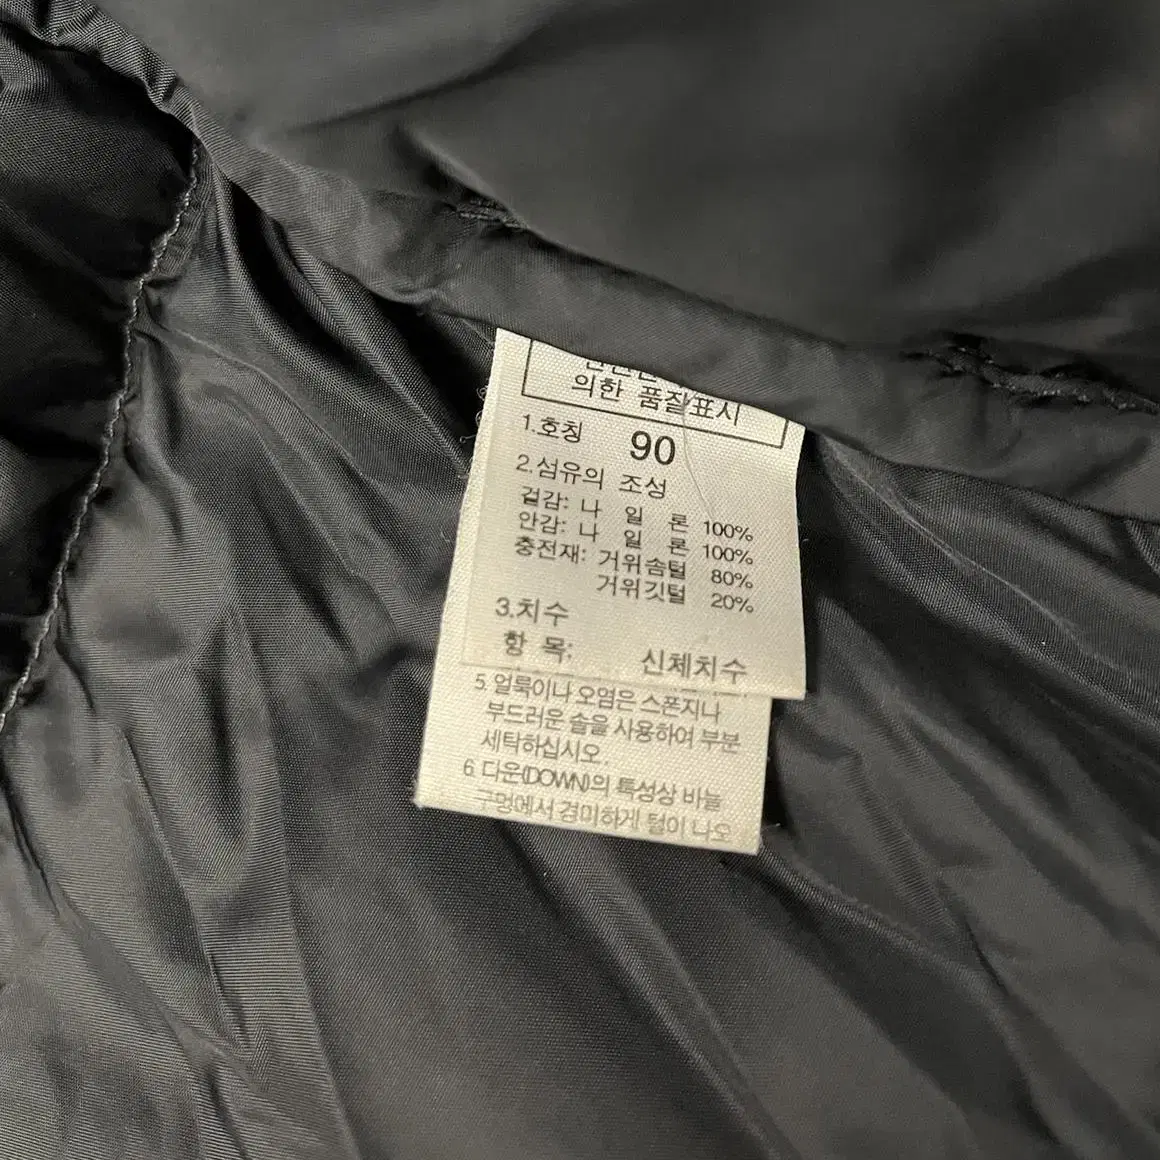 의한 품질표시
1.호칭 90
2.섬유의 조성
겉감: 나 일 론 100%
안감: 나 일 론 100%
충전재: 거위솜털 80%
거위깃털 20%
3.치수
항 목: 신체치수
5. 얼룩이나 오염은 스폰지나
부드러운 솔을 사용하여 부분
세탁하십시오.
6. 다운(DOWN)의 특성상 바늘
구멍에서 경미하게 털이 나오